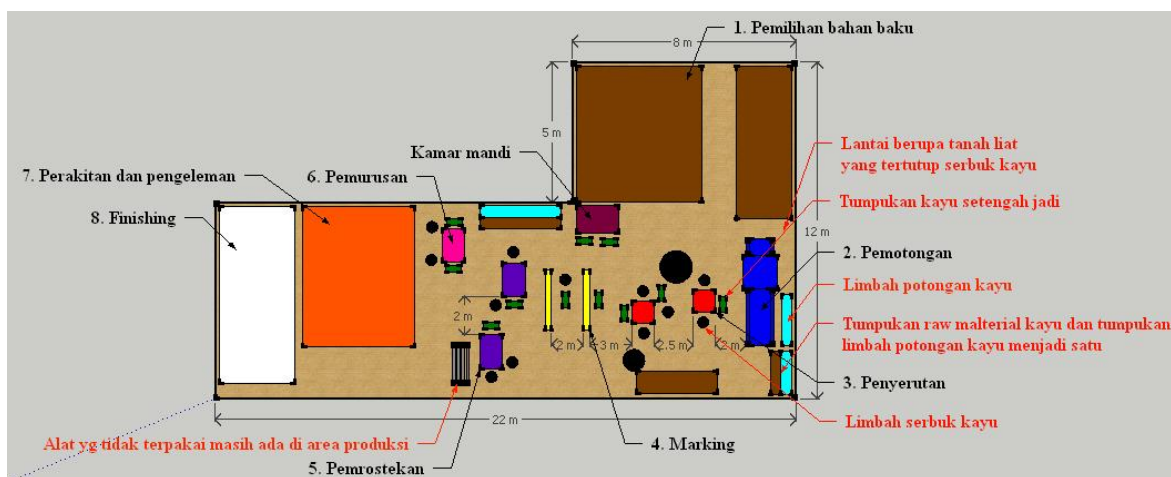 1. Pemilihan bahan baku
8 m
5 m
Kamar mandi
Lantai berupa tanah liat
yang tertutup serbuk kayu
7. Perakitan dan pengeleman
6. Pemurusan
8. Finishing
Tumpukan kayu setengah jadi
12 m
2. Pemotongan
Limbah potongan kayu
2 m
Tumpukan raw malterial kayu dan tumpukan
limbah potongan kayu menjadi satu
2 m
3 m
2.5 m
2 m
3. Penyerutan
22 m
Limbah serbuk kayu
Alat yg tidak terpakai masih ada di area produksi
4. Marking
5. Pemrostekan